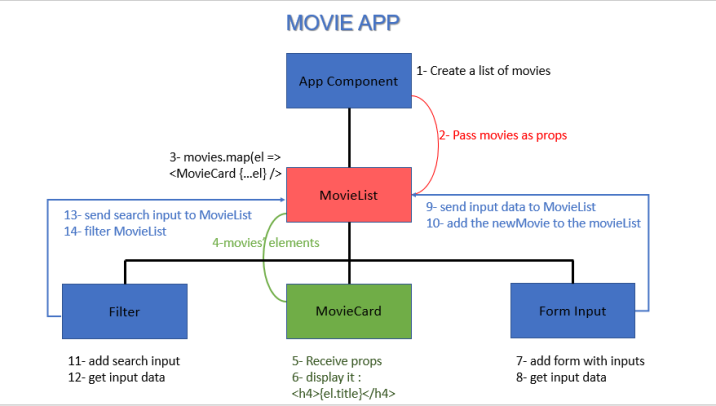 MOVIE APP
App Component
1- Create a list of movies
2- Pass movies as props
3- movies.map(el =>
<MovieCard {...el} />
MovieList
13- send search input to MovieList
14- filter MovieList
9- send input data to MovieList
10- add the newMovie to the movieList
4-movies' elements
Filter
MovieCard
Form Input
11- add search input
12- get input data
5- Receive props
6- display it :
<h4>{el.title}</h4>
7- add form with inputs
8- get input data